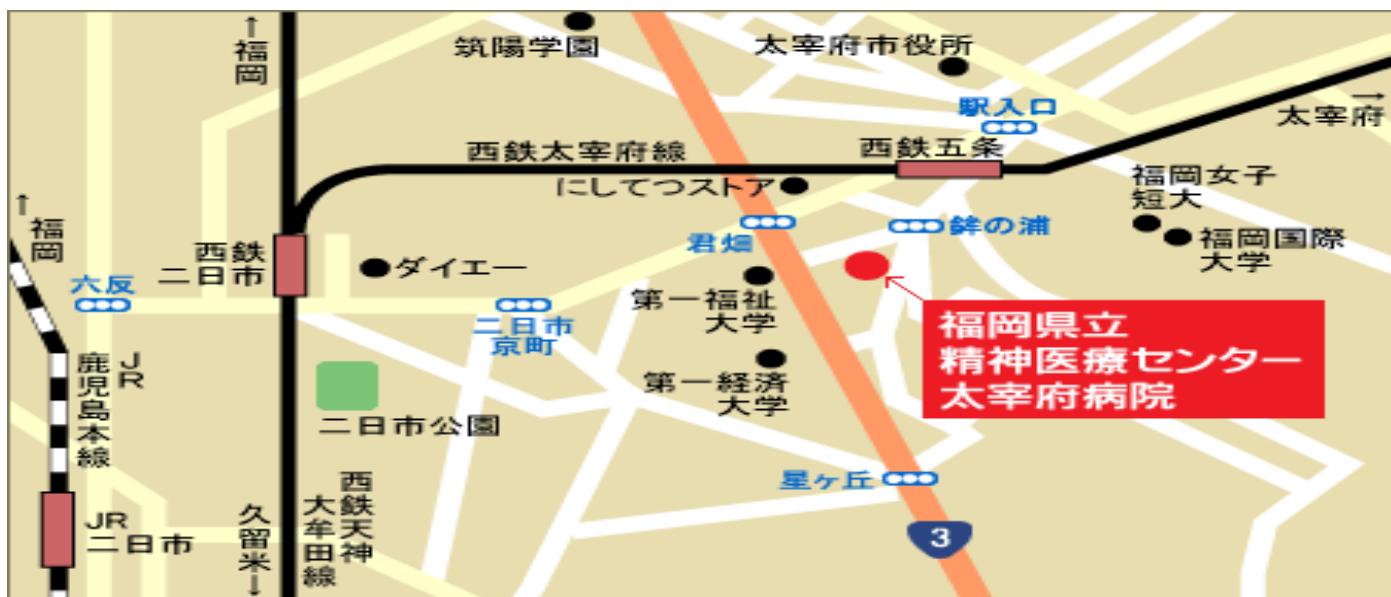 ↑
福岡
筑陽学園
太宰府市役所
駅入口
→
太宰府
西鉄太宰府線
西鉄五条
にしてつストア
福岡女子
短大
福岡国際
大学
↑
福岡
西鉄
二日市
ダイエー
君畑
鉾の浦
六反
二日市
京町
第一福祉
大学
福岡県立
精神医療センター
太宰府病院
JR
鹿児島本線
第一経済
大学
二日市公園
星ヶ丘
JR
二日市
久留米
↓
西鉄天神
大牟田線
3